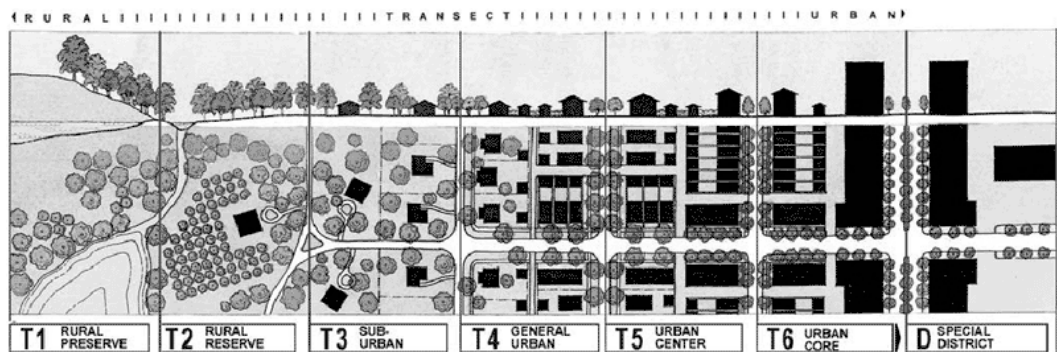 RURAL TRANSECT URBAN
T1 RURAL
PRESERVE
T2 RURAL
RESERVE
T3 SUB-
URBAN
T4 GENERAL
URBAN
T5 URBAN
CENTER
T6 URBAN
CORE
D SPECIAL
DISTRICT